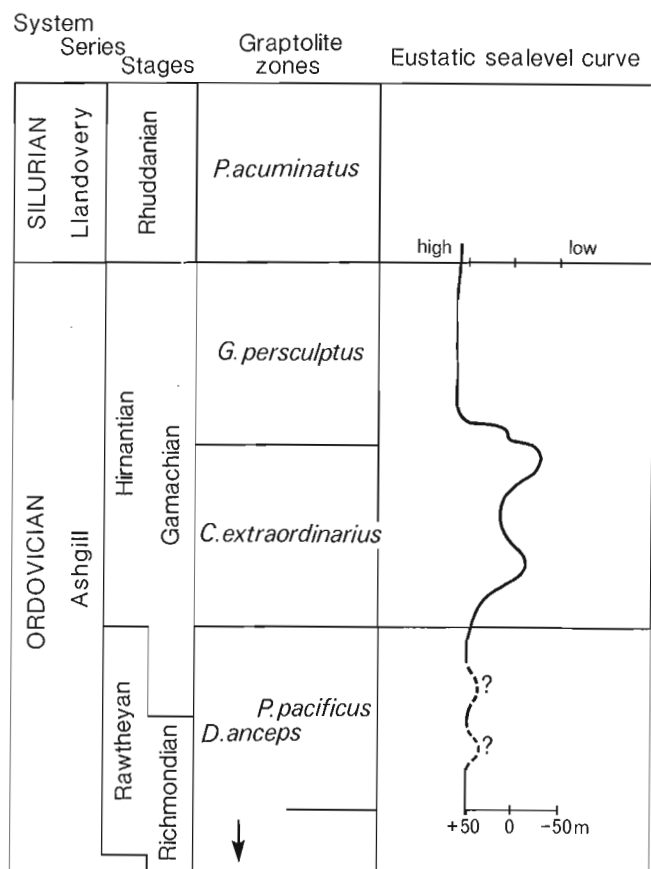 System
Series
Stages
Graptolite
zones
Eustatic sealevel curve
SILURIAN
Llandovery
Rhuddanian
P.acuminatus
high
low
ORDOVICIAN
Ashgill
Hirnantian
Gamachian
G.persculptus
C.extraordinarius
Rawtheyan
Richmondian
P.pacificus
D.anceps
?
?
+50 0 -50m